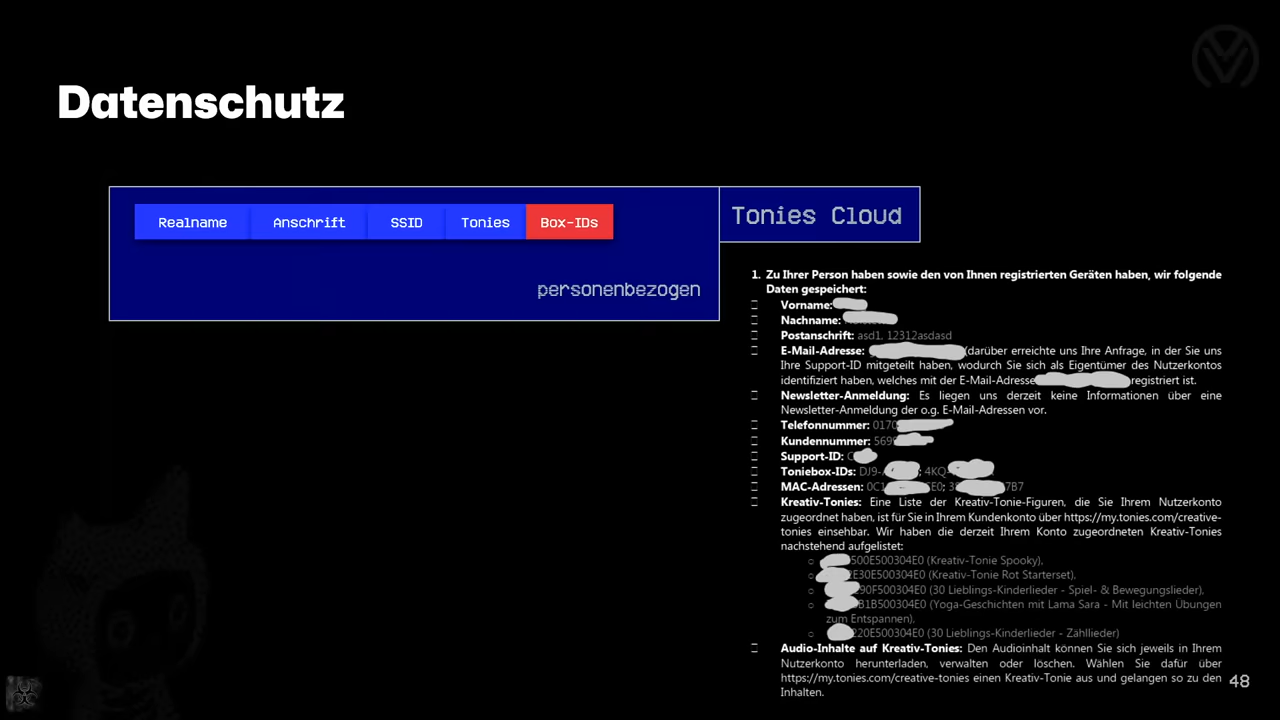 Datenschutz
Realname Anschrift SSID Tonies Box-IDs
personenbezogen
Tonies Cloud
1. Zu Ihrer Person haben sowie den von Ihnen registrierten Geräten haben, wir folgende
Daten gespeichert:
Vorname:
Nachname:
Postanschrift: asd1, 12312asdasd
E-Mail-Adresse: (darüber erreichte uns Ihre Anfrage, in der Sie uns
Ihre Support-ID mitgeteilt haben, wodurch Sie sich als Eigentümer des Nutzerkontos
identifiziert haben, welches mit der E-Mail-Adresse registriert ist.
Newsletter-Anmeldung: Es liegen uns derzeit keine Informationen über eine
Newsletter-Anmeldung der o.g. E-Mail-Adressen vor.
Telefonnummer: 0170
Kundennummer: 569
Support-ID:
Toniebox-IDs: DJ9- ; 4KQ-
MAC-Adressen: 0C E0; 7B7
Kreativ-Tonies: Eine Liste der Kreativ-Tonie-Figuren, die Sie Ihrem Nutzerkonto
zugeordnet haben, ist für Sie in Ihrem Kundenkonto über https://my.tonies.com/creative-
tonies einsehbar. Wir haben die derzeit Ihrem Konto zugeordneten Kreativ-Tonies
nachstehend aufgelistet:
500E500304E0 (Kreativ-Tonie Spooky),
E30E500304E0 (Kreativ-Tonie Rot Starterset),
90F500304E0 (30 Lieblings-Kinderlieder - Spiel- & Bewegungslieder),
B1B500304E0 (Yoga-Geschichten mit Lama Sara - Mit leichten Übungen
zum Entspannen),
220E500304E0 (30 Lieblings-Kinderlieder - Zähllieder)
Audio-Inhalte auf Kreativ-Tonies: Den Audioinhalt können Sie sich jeweils in Ihrem
Nutzerkonto herunterladen, verwalten oder löschen. Wählen Sie dafür über
https://my.tonies.com/creative-tonies einen Kreativ-Tonie aus und gelangen so zu den
Inhalten.
48